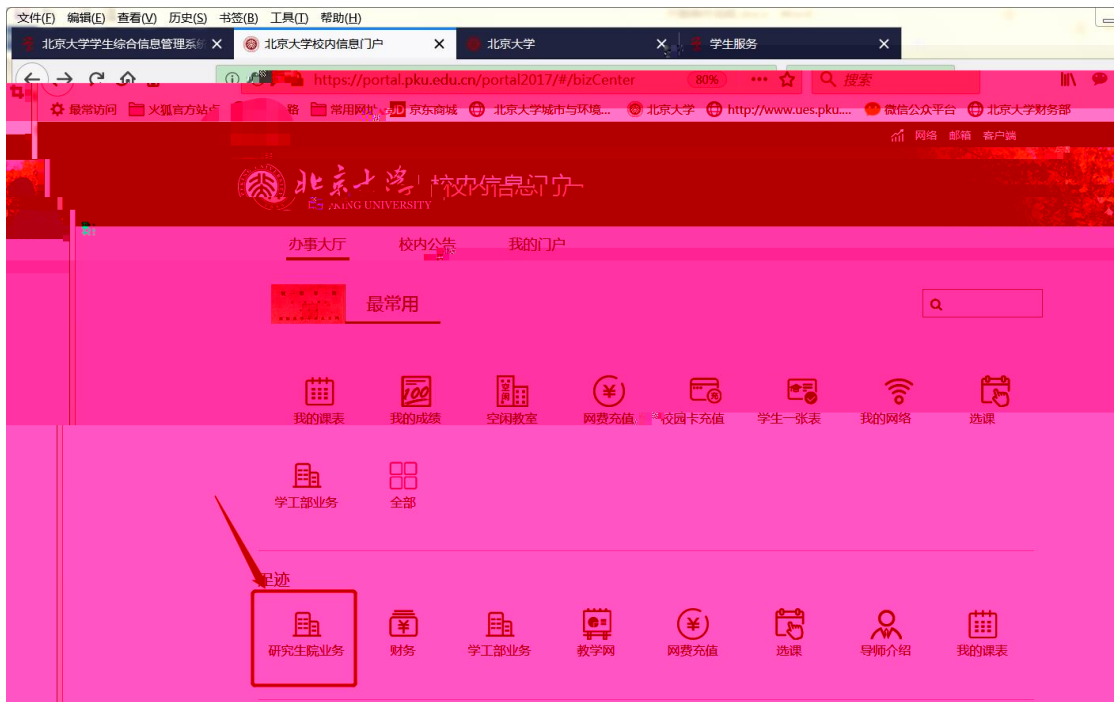 文件(F) 编辑(E) 查看(V) 历史(S) 书签(B) 工具(T) 帮助(H)
北京大学学生综合信息管理系统 北京大学校内信息门户 北京大学 学生服务
https://portal.pku.edu.cn/portal2017/#/bizCenter 80% 搜索
最常访问 火狐官方站点 常用网址 JD 京东商城 北京大学城市与环境... 北京大学 http://www.ues.pku.... 微信公众平台 北京大学财务部
网络 邮箱 客户端
北京大学 校内信息门户
PEKING UNIVERSITY
办事大厅 校内公告 我的门户
最常用
我的课表 我的成绩 空闲教室 网费充值 校园卡充值 学生一张表 我的网络 选课
学工部业务 全部
足迹
研究生院业务 财务 学工部业务 教学网 网费充值 选课 导师介绍 我的课表